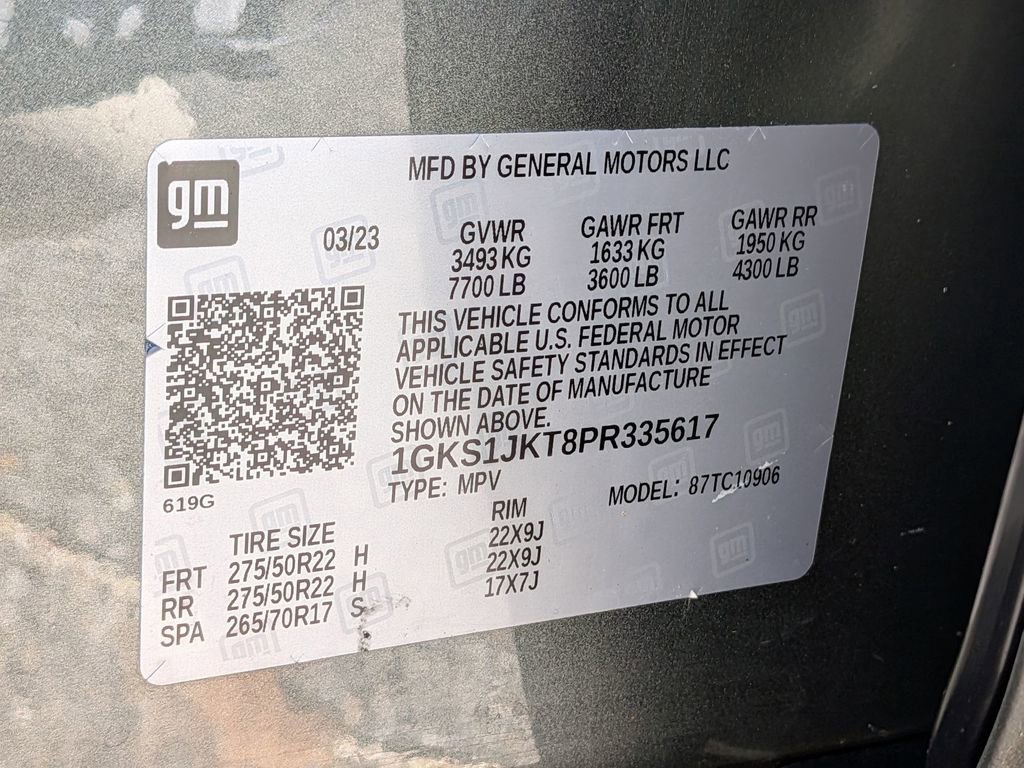 gm
MFD BY GENERAL MOTORS LLC
03/23 GVWR GAWR FRT GAWR RR
3493 KG 1633 KG 1950 KG
7700 LB 3600 LB 4300 LB
THIS VEHICLE CONFORMS TO ALL
APPLICABLE U.S. FEDERAL MOTOR
VEHICLE SAFETY STANDARDS IN EFFECT
ON THE DATE OF MANUFACTURE
SHOWN ABOVE.
1GKS1JKT8PR335617
TYPE: MPV MODEL: 87TC10906
619G
TIRE SIZE RIM
FRT 275/50R22 H 22X9J
RR 275/50R22 H 22X9J
SPA 265/70R17 S 17X7J